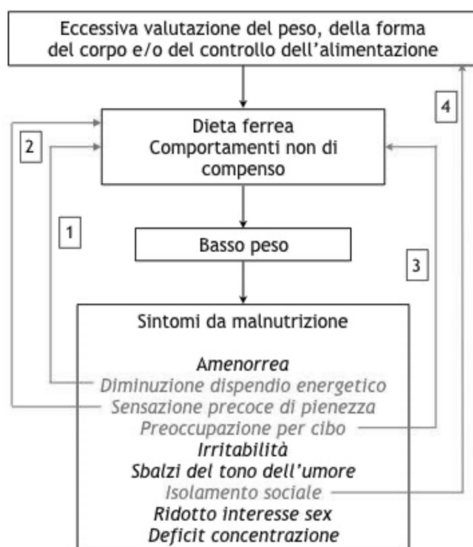 Eccessiva valutazione del peso, della forma
del corpo e/o del controllo dell'alimentazione
4
2
Dieta ferrea
Comportamenti non di
compenso
1
Basso peso
3
Sintomi da malnutrizione
Amenorrea
Diminuzione dispendio energetico
Sensazione precoce di pienezza
Preoccupazione per cibo
Irritabilità
Sbalzi del tono dell'umore
Isolamento sociale
Ridotto interesse sex
Deficit concentrazione